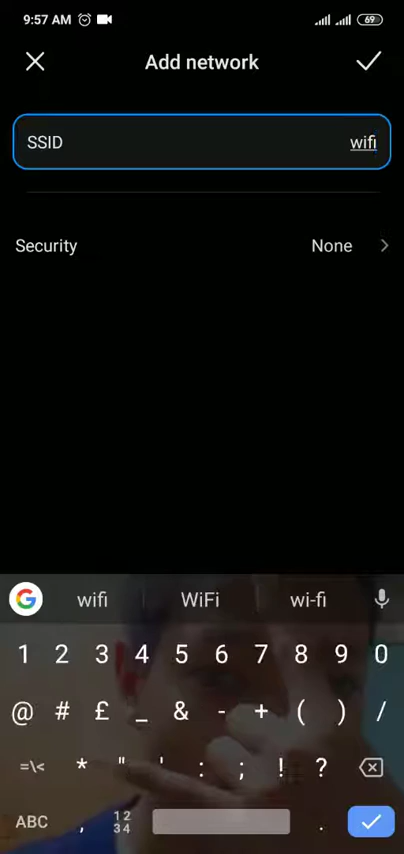 9:57 AM 69
Add network
SSID wifi
Security None
wifi WiFi wi-fi
1 2 3 4 5 6 7 8 9 0
@ # £ _ & - + ( ) /
=\< * " ' : ; ! ?
ABC , 12 34 .